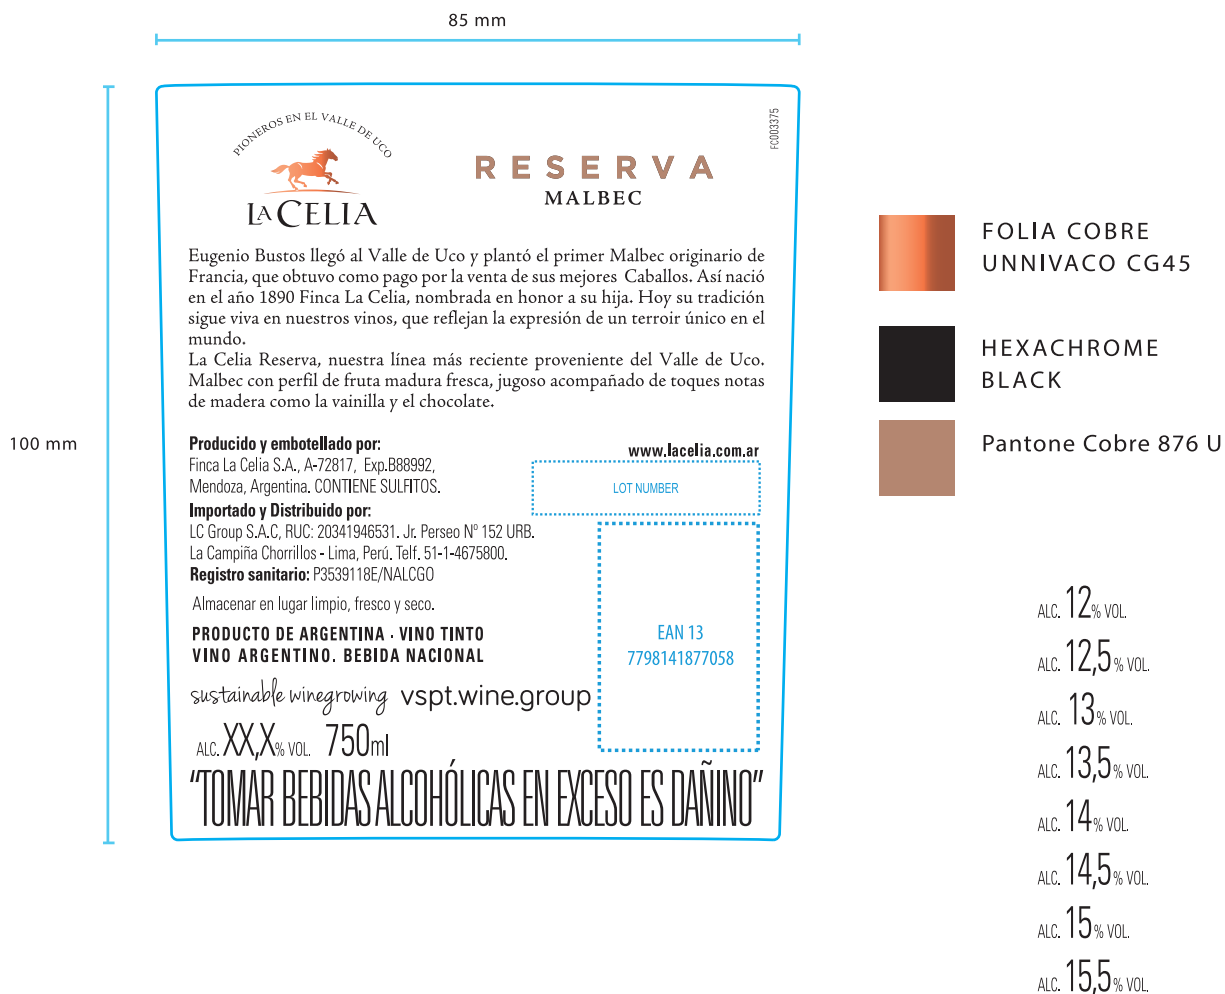 85 mm
100 mm
PIONEROS EN EL VALLE DE UCO
LA CELIA
RESERVA
MALBEC
FC003375
Eugenio Bustos llegó al Valle de Uco y plantó el primer Malbec originario de
Francia, que obtuvo como pago por la venta de sus mejores Caballos. Así nació
en el año 1890 Finca La Celia, nombrada en honor a su hija. Hoy su tradición
sigue viva en nuestros vinos, que reflejan la expresión de un terroir único en el
mundo.
La Celia Reserva, nuestra línea más reciente proveniente del Valle de Uco.
Malbec con perfil de fruta madura fresca, jugoso acompañado de toques notas
de madera como la vainilla y el chocolate.
Producido y embotellado por:
Finca La Celia S.A., A-72817, Exp.B88992,
Mendoza, Argentina. CONTIENE SULFITOS.
Importado y Distribuido por:
LC Group S.A.C, RUC: 20341946531. Jr. Perseo Nº 152 URB.
La Campiña Chorrillos - Lima, Perú. Telf. 51-1-4675800.
Registro sanitario: P3539118E/NALCGO
Almacenar en lugar limpio, fresco y seco.
PRODUCTO DE ARGENTINA · VINO TINTO
VINO ARGENTINO. BEBIDA NACIONAL
sustainable winegrowing vspt.wine.group
ALC. XX,X% VOL. 750ml
www.lacelia.com.ar
LOT NUMBER
EAN 13
7798141877058
"TOMAR BEBIDAS ALCOHÓLICAS EN EXCESO ES DAÑINO"
FOLIA COBRE
UNNIVACO CG45
HEXACHROME
BLACK
Pantone Cobre 876 U
ALC. 12% VOL.
ALC. 12,5% VOL.
ALC. 13% VOL.
ALC. 13,5% VOL.
ALC. 14% VOL.
ALC. 14,5% VOL.
ALC. 15% VOL.
ALC. 15,5% VOL.